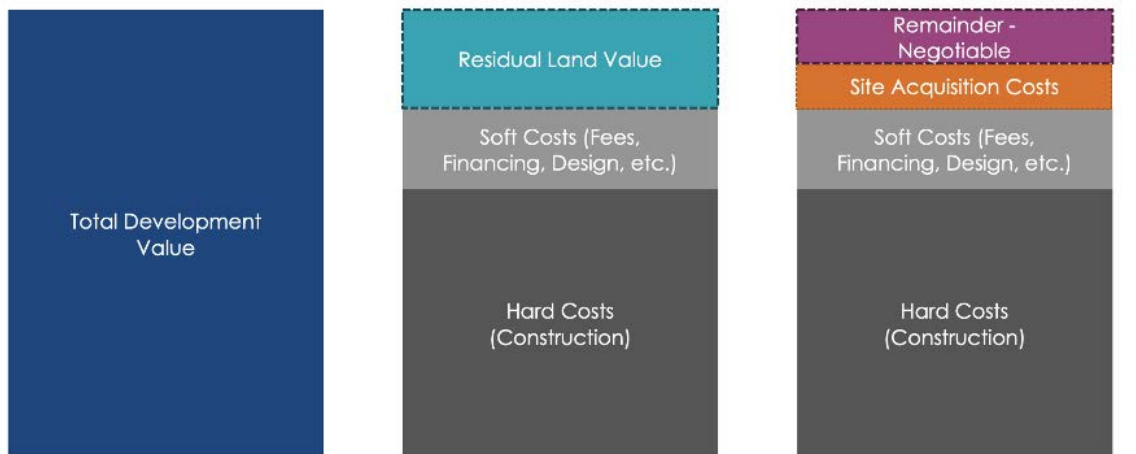 Total Development
Value
Residual Land Value
Soft Costs (Fees,
Financing, Design, etc.)
Hard Costs
(Construction)
Remainder -
Negotiable
Site Acquisition Costs
Soft Costs (Fees,
Financing, Design, etc.)
Hard Costs
(Construction)